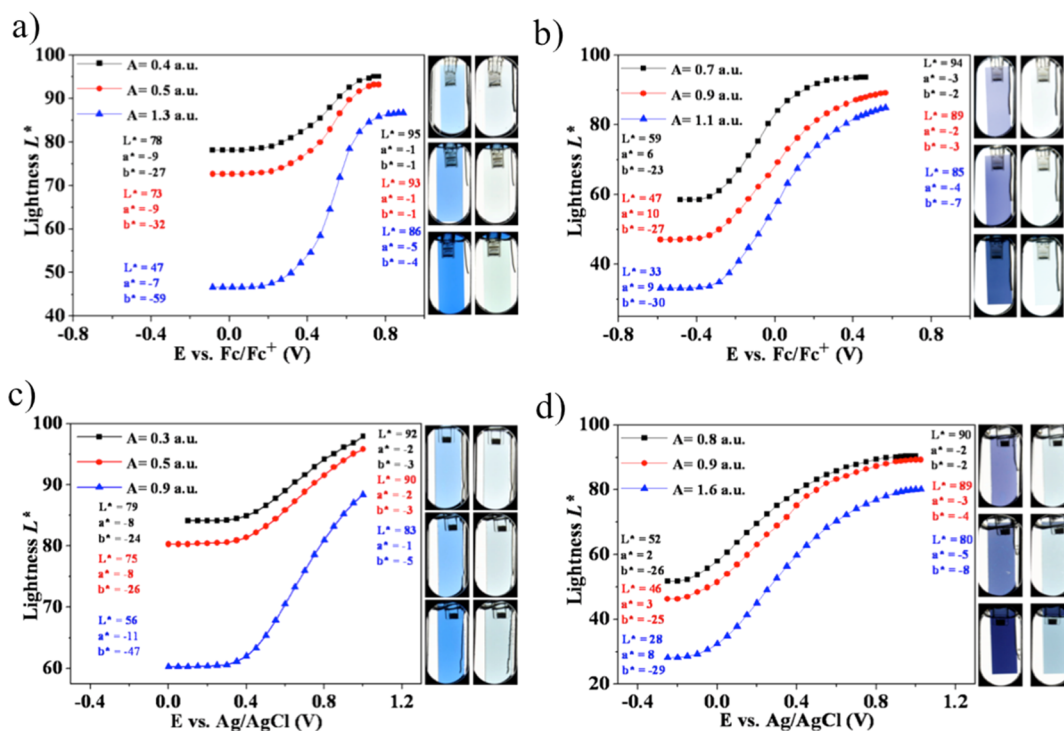 a)
100
90
80
70
60
50
40
Lightness L*
A= 0.4 a.u.
A= 0.5 a.u.
A= 1.3 a.u.
L* = 78
a* = -9
b* = -27
L* = 73
a* = -9
b* = -32
L* = 47
a* = -7
b* = -59
L* = 95
a* = -1
b* = -1
L* = 93
a* = -1
b* = -1
L* = 86
a* = -5
b* = -4
-0.8 -0.4 0.0 0.4 0.8
E vs. Fc/Fc+ (V)
b)
100
80
60
40
Lightness L*
A= 0.7 a.u.
A= 0.9 a.u.
A= 1.1 a.u.
L* = 59
a* = 6
b* = -23
L* = 47
a* = 10
b* = -27
L* = 33
a* = 9
b* = -30
L* = 94
a* = -3
b* = -2
L* = 89
a* = -2
b* = -3
L* = 85
a* = -4
b* = -7
-0.8 -0.4 0.0 0.4 0.8
E vs. Fc/Fc+ (V)
c)
100
90
80
70
60
Lightness L*
A= 0.3 a.u.
A= 0.5 a.u.
A= 0.9 a.u.
L* = 79
a* = -8
b* = -24
L* = 75
a* = -8
b* = -26
L* = 56
a* = -11
b* = -47
L* = 92
a* = -2
b* = -3
L* = 90
a* = -2
b* = -3
L* = 83
a* = -1
b* = -5
-0.4 0.0 0.4 0.8 1.2
E vs. Ag/AgCl (V)
d)
100
80
60
40
20
Lightness L*
A= 0.8 a.u.
A= 0.9 a.u.
A= 1.6 a.u.
L* = 52
a* = 2
b* = -26
L* = 46
a* = 3
b* = -25
L* = 28
a* = 8
b* = -29
L* = 90
a* = -2
b* = -2
L* = 89
a* = -3
b* = -4
L* = 80
a* = -5
b* = -8
-0.4 0.0 0.4 0.8 1.2
E vs. Ag/AgCl (V)